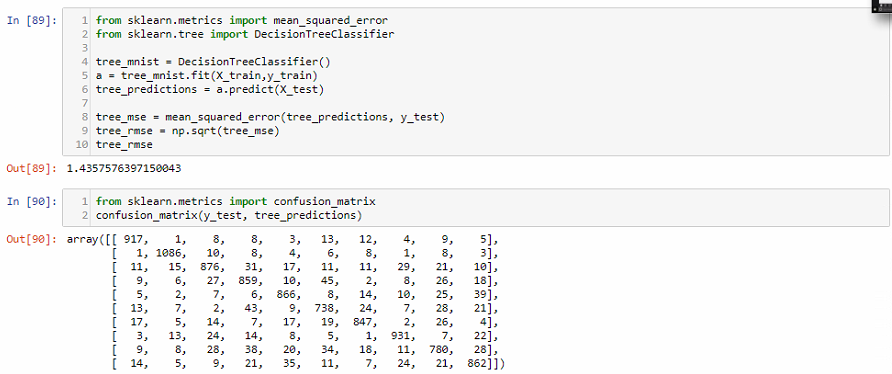 In [89]:
1 from sklearn.metrics import mean_squared_error
2 from sklearn.tree import DecisionTreeClassifier
3
4 tree_mnist = DecisionTreeClassifier()
5 a = tree_mnist.fit(X_train,y_train)
6 tree_predictions = a.predict(X_test)
7
8 tree_mse = mean_squared_error(tree_predictions, y_test)
9 tree_rmse = np.sqrt(tree_mse)
10 tree_rmse
Out[89]: 1.4357576397150043
In [90]:
1 from sklearn.metrics import confusion_matrix
2 confusion_matrix(y_test, tree_predictions)
Out[90]: array([[ 917, 1, 8, 8, 3, 13, 12, 4, 9, 5],
[ 1, 1086, 10, 8, 4, 6, 8, 1, 8, 3],
[ 11, 15, 876, 31, 17, 11, 11, 29, 21, 10],
[ 9, 6, 27, 859, 10, 45, 2, 8, 26, 18],
[ 5, 2, 7, 6, 866, 8, 14, 10, 25, 39],
[ 13, 7, 2, 43, 9, 738, 24, 7, 28, 21],
[ 17, 5, 14, 7, 17, 19, 847, 2, 26, 4],
[ 3, 13, 24, 14, 8, 5, 1, 931, 7, 22],
[ 9, 8, 28, 38, 20, 34, 18, 11, 780, 28],
[ 14, 5, 9, 21, 35, 11, 7, 24, 21, 862]])